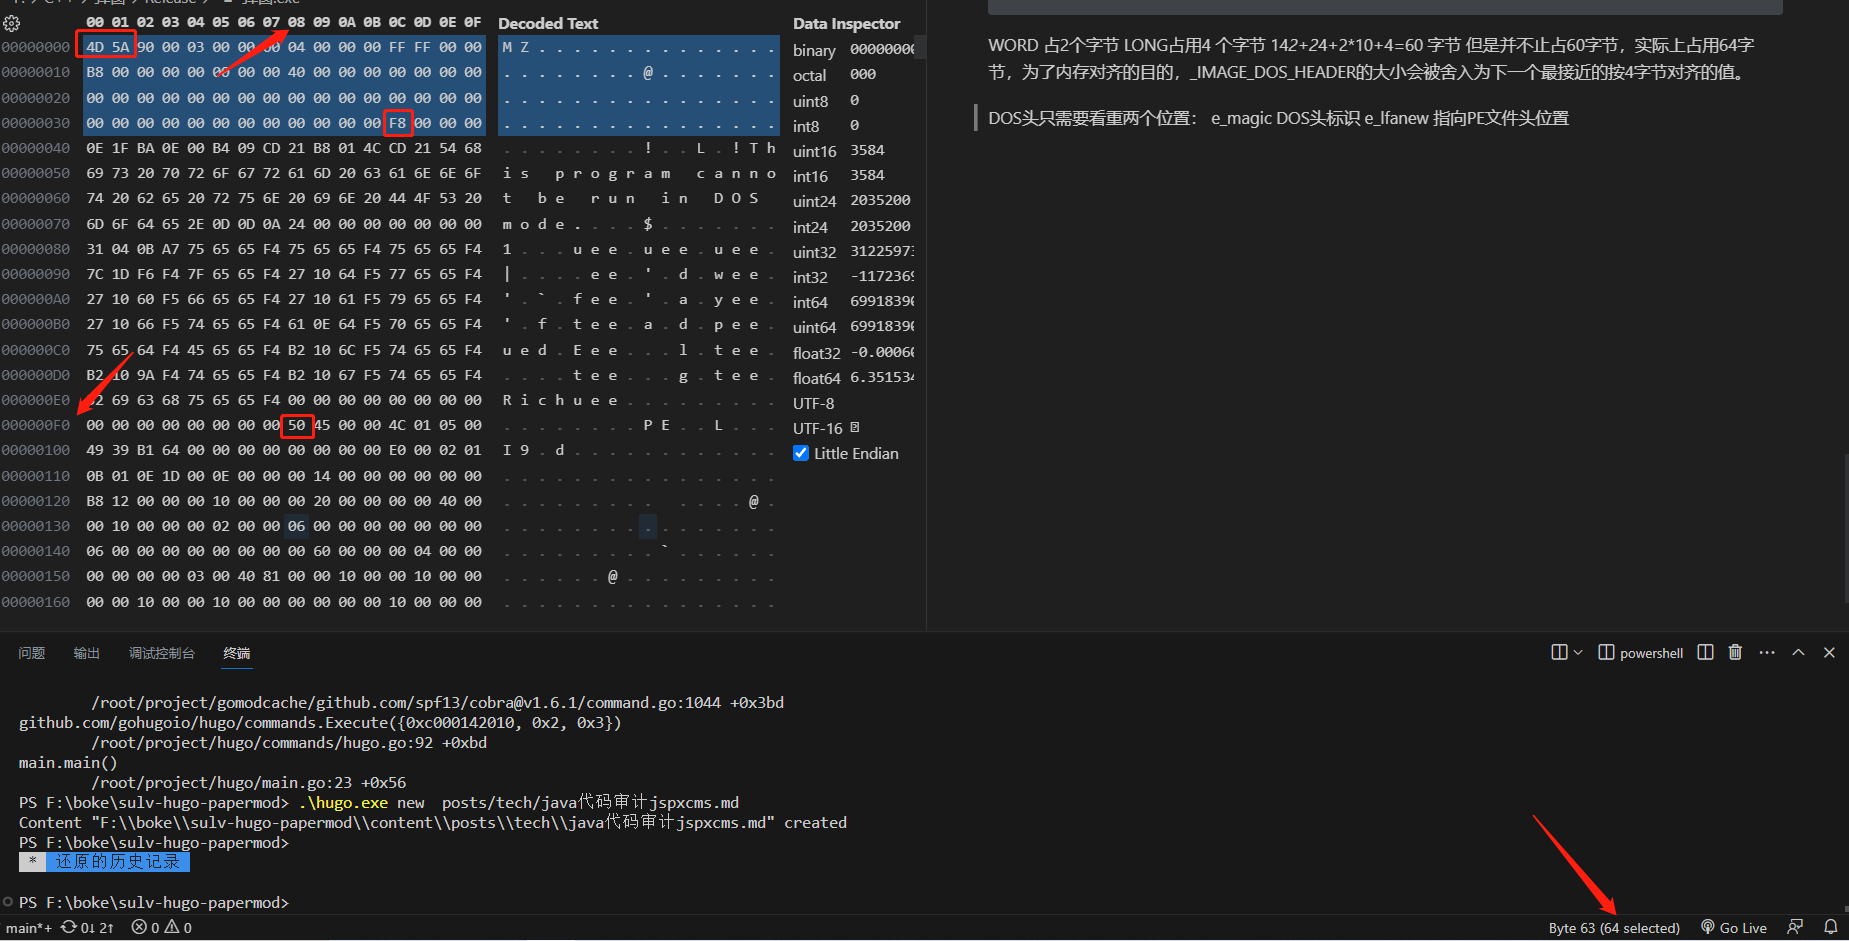 00 01 02 03 04 05 06 07 08 09 0A 0B 0C 0D 0E 0F Decoded Text Data Inspector
00000000 4D 5A 90 00 03 00 00 00 04 00 00 00 FF FF 00 00 M Z . . . . . . . . . . . . . .
00000010 B8 00 00 00 00 00 00 00 40 00 00 00 00 00 00 00 . . . . . . . . @ . . . . . . .
00000020 00 00 00 00 00 00 00 00 00 00 00 00 00 00 00 00 . . . . . . . . . . . . . . . .
00000030 00 00 00 00 00 00 00 00 00 00 00 00 F8 00 00 00 . . . . . . . . . . . . . . . .
00000040 0E 1F BA 0E 00 B4 09 CD 21 B8 01 4C CD 21 54 68 . . . . . . . . ! . . L . ! T h
00000050 69 73 20 70 72 6F 67 72 61 6D 20 63 61 6E 6E 6F i s p r o g r a m c a n n o
00000060 74 20 62 65 20 72 75 6E 20 69 6E 20 44 4F 53 20 t b e r u n i n D O S
00000070 6D 6F 64 65 2E 0D 0D 0A 24 00 00 00 00 00 00 00 m o d e . . . . $ . . . . . . .
00000080 31 04 0B A7 75 65 65 F4 75 65 65 F4 75 65 65 F4 1 . . . u e e . u e e . u e e .
00000090 7C 1D F6 F4 7F 65 65 F4 27 10 64 F5 77 65 65 F4 | . . . . e e . ' . d . w e e .
000000A0 27 10 60 F5 66 65 65 F4 27 10 61 F5 79 65 65 F4 ' . ` . f e e . ' . a . y e e .
000000B0 27 10 66 F5 74 65 65 F4 61 0E 64 F5 70 65 65 F4 ' . f . t e e . a . d . p e e .
000000C0 75 65 64 F4 45 65 65 F4 B2 10 6C F5 74 65 65 F4 u e d . E e e . . . l . t e e .
000000D0 B2 10 9A F4 74 65 65 F4 B2 10 67 F5 74 65 65 F4 . . . . t e e . . . g . t e e .
000000E0 52 69 63 68 75 65 65 F4 00 00 00 00 00 00 00 00 R i c h u e e . . . . . . . . .
000000F0 00 00 00 00 00 00 00 00 50 45 00 00 4C 01 05 00 . . . . . . . . P E . . L . . .
00000100 49 39 B1 64 00 00 00 00 00 00 00 00 E0 00 02 01 I 9 . d . . . . . . . . . . . .
00000110 0B 01 0E 1D 00 0E 00 00 00 14 00 00 00 00 00 00 . . . . . . . . . . . . . . . .
00000120 B8 12 00 00 00 10 00 00 00 20 00 00 00 00 40 00 . . . . . . . . . . . . . @ .
00000130 00 10 00 00 00 02 00 00 06 00 00 00 00 00 00 00 . . . . . . . . . . . . . . . .
00000140 06 00 00 00 00 00 00 00 00 60 00 00 00 04 00 00 . . . . . . . . . ` . . . . . .
00000150 00 00 00 00 03 00 40 81 00 00 10 00 00 10 00 00 . . . . . . @ . . . . . . . . .
00000160 00 00 10 00 00 10 00 00 00 00 00 00 10 00 00 00 . . . . . . . . . . . . . . . .
binary 00000000
octal 000
uint8 0
int8 0
uint16 3584
int16 3584
uint24 2035200
int24 2035200
uint32 31225973
int32 -1172369
int64 69918390
uint64 69918390
float32 -0.00060
float64 6.351534
UTF-8
UTF-16
Little Endian
WORD 占2个字节 LONG占用4 个字节 142+24+2*10+4=60 字节 但是并不止占60字节，实际上占用64字
节，为了内存对齐的目的，_IMAGE_DOS_HEADER的大小会被舍入为下一个最接近的按4字节对齐的值。
DOS头只需要看重两个位置： e_magic DOS头标识 e_lfanew 指向PE文件头位置
问题 输出 调试控制台 终端 powershell
/root/project/gomodcache/github.com/spf13/cobra@v1.6.1/command.go:1044 +0x3bd
github.com/gohugoio/hugo/commands.Execute({0xc000142010, 0x2, 0x3})
/root/project/hugo/commands/hugo.go:92 +0xbd
main.main()
/root/project/hugo/main.go:23 +0x56
PS F:\boke\sulv-hugo-papermod> .\hugo.exe new  posts/tech/java代码审计jspxcms.md
Content "F:\\boke\\sulv-hugo-papermod\\content\\posts\\tech\\java代码审计jspxcms.md" created
PS F:\boke\sulv-hugo-papermod>
* 还原的历史记录
PS F:\boke\sulv-hugo-papermod>
main*+ 0↓ 2↑ 0 0 Byte 63 (64 selected) Go Live